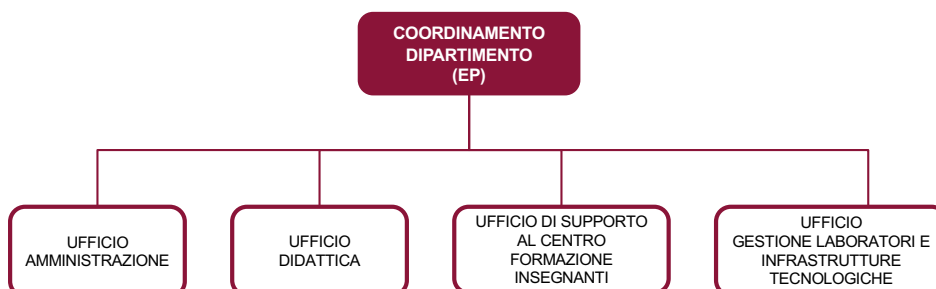 COORDINAMENTO
DIPARTIMENTO
(EP)
UFFICIO
AMMINISTRAZIONE
UFFICIO
DIDATTICA
UFFICIO DI SUPPORTO
AL CENTRO
FORMAZIONE
INSEGNANTI
UFFICIO
GESTIONE LABORATORI E
INFRASTRUTTURE
TECNOLOGICHE